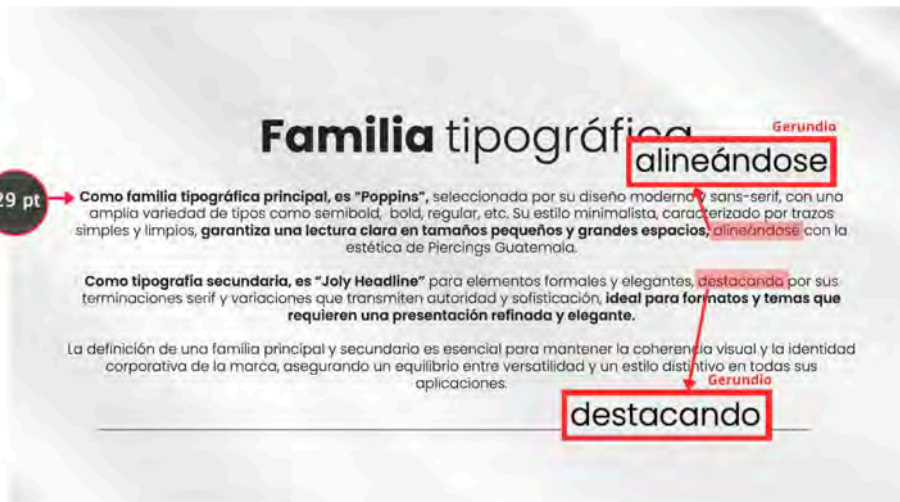 Familia tipográfica
Gerundio
alineándose
29 pt
Como familia tipográfica principal, es “Poppins”, seleccionada por su diseño moderno y sans-serif, con una
amplia variedad de tipos como semibold, bold, regular, etc. Su estilo minimalista, caracterizado por trazos
simples y limpios, garantiza una lectura clara en tamaños pequeños y grandes espacios, alineándose con la
estética de Piercings Guatemala.
Como tipografía secundaria, es “Joly Headline” para elementos formales y elegantes, destacando por sus
terminaciones serif y variaciones que transmiten autoridad y sofisticación, ideal para formatos y temas que
requieren una presentación refinada y elegante.
La definición de una familia principal y secundario es esencial para mantener la coherencia visual y la identidad
corporativa de la marca, asegurando un equilibrio entre versatilidad y un estilo distintivo en todas sus
aplicaciones.
Gerundio
destacando